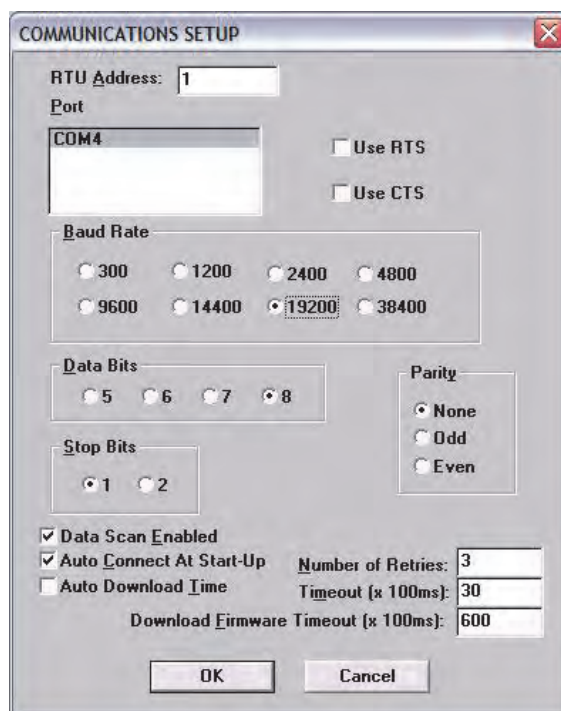 COMMUNICATIONS SETUP
RTU Address: 1
Port
COM4
Use RTS
Use CTS
Baud Rate
300 1200 2400 4800
9600 14400 19200 38400
Data Bits
5 6 7 8
Parity
None
Odd
Even
Stop Bits
1 2
Data Scan Enabled
Auto Connect At Start-Up
Auto Download Time
Number of Retries: 3
Timeout (x 100ms): 30
Download Firmware Timeout (x 100ms): 600
OK Cancel